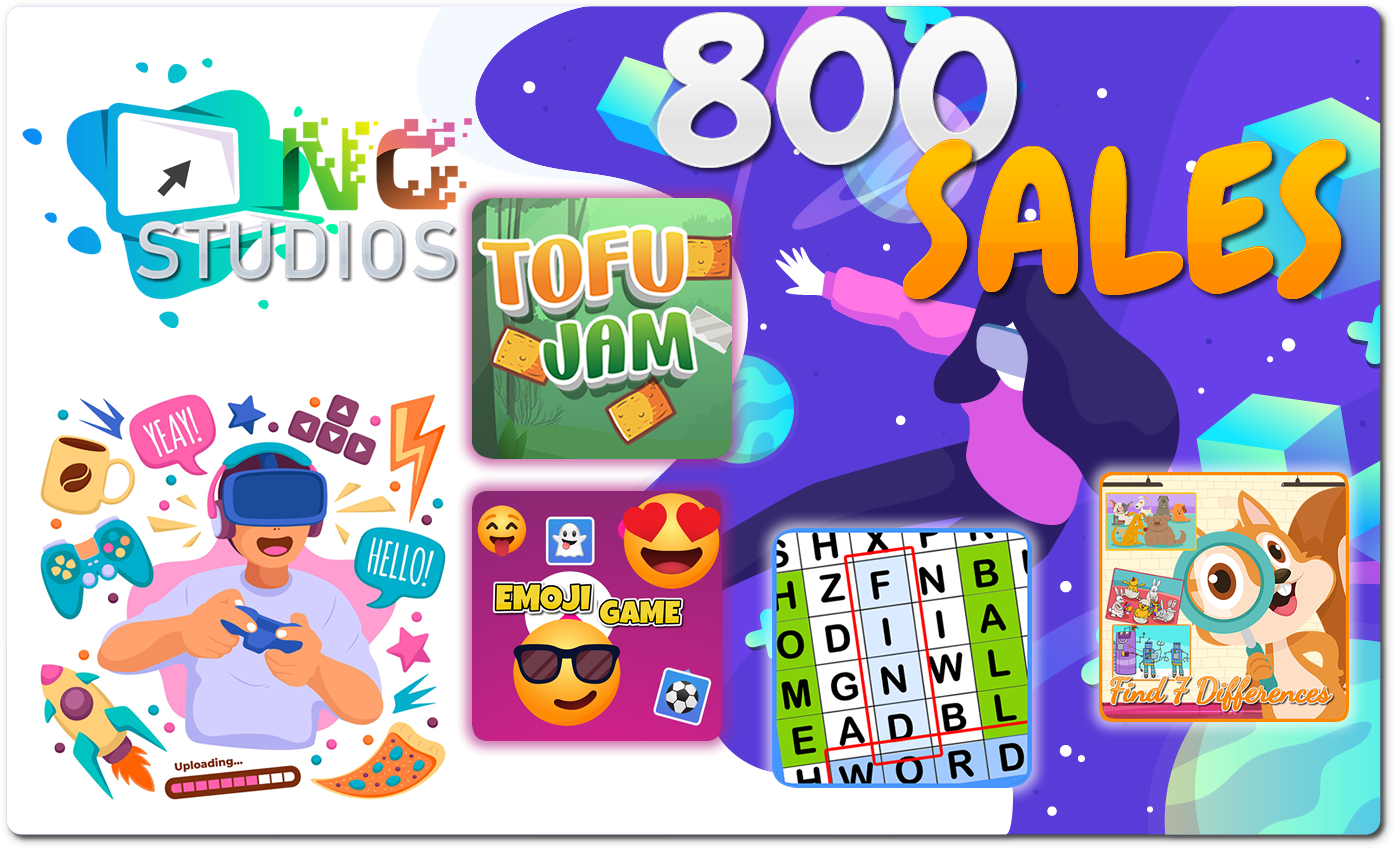 800
SALES
NG
STUDIOS
TOFU
JAM
YEAY!
HELLO!
Uploading...
EMOJI GAME
H X
H Z F N B
O D I I A
M G N W L
E A D B L
H W O R D
Find 7 Differences